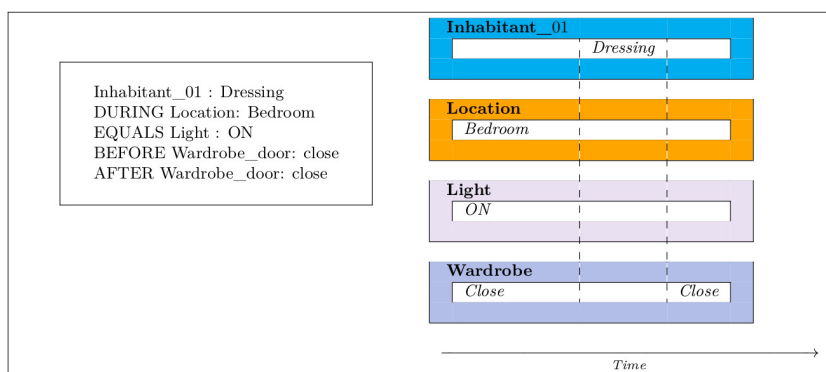 Inhabitant_01 : Dressing
DURING Location: Bedroom
EQUALS Light : ON
BEFORE Wardrobe_door: close
AFTER Wardrobe_door: close
Inhabitant_01
Dressing
Location
Bedroom
Light
ON
Wardrobe
Close Close
Time